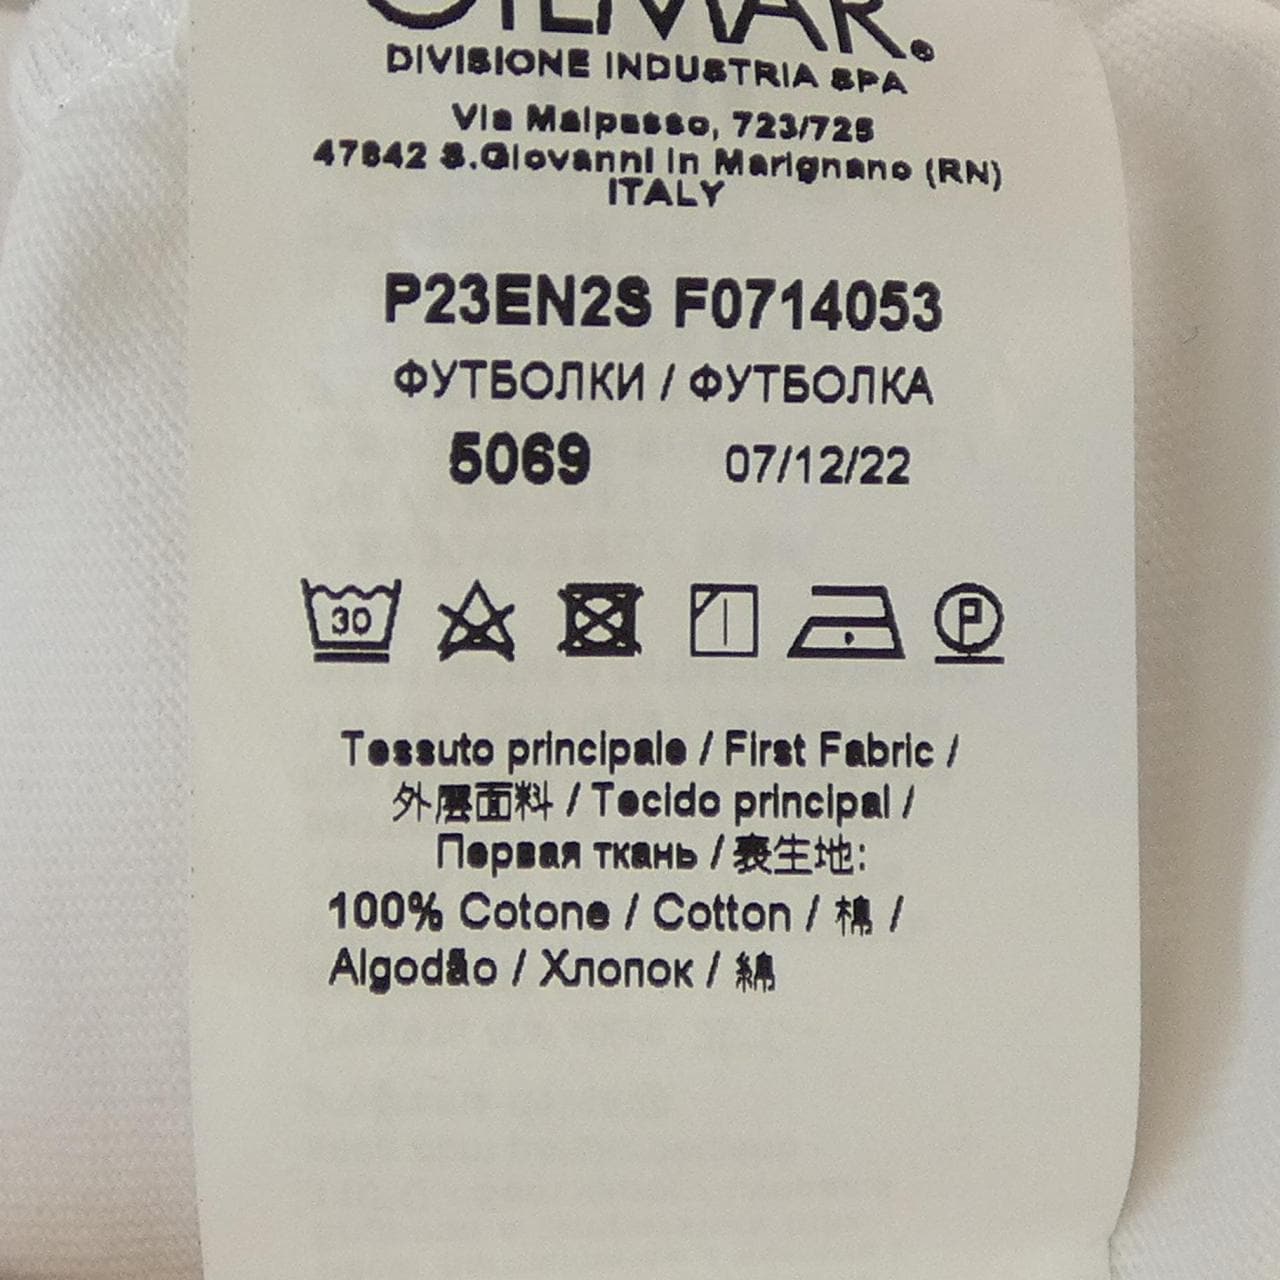 GILMAR.
DIVISIONE INDUSTRIA SPA
Via Malpasso, 723/725
47842 S.Giovanni in Marignano (RN)
ITALY
P23EN2S F0714053
ФУТБОЛКИ / ФУТБОЛКА
5069 07/12/22
30 P
Tessuto principale / First Fabric /
外层面料 / Tecido principal /
Первая ткань / 表生地:
100% Cotone / Cotton / 棉 /
Algodão / Хлопок / 綿